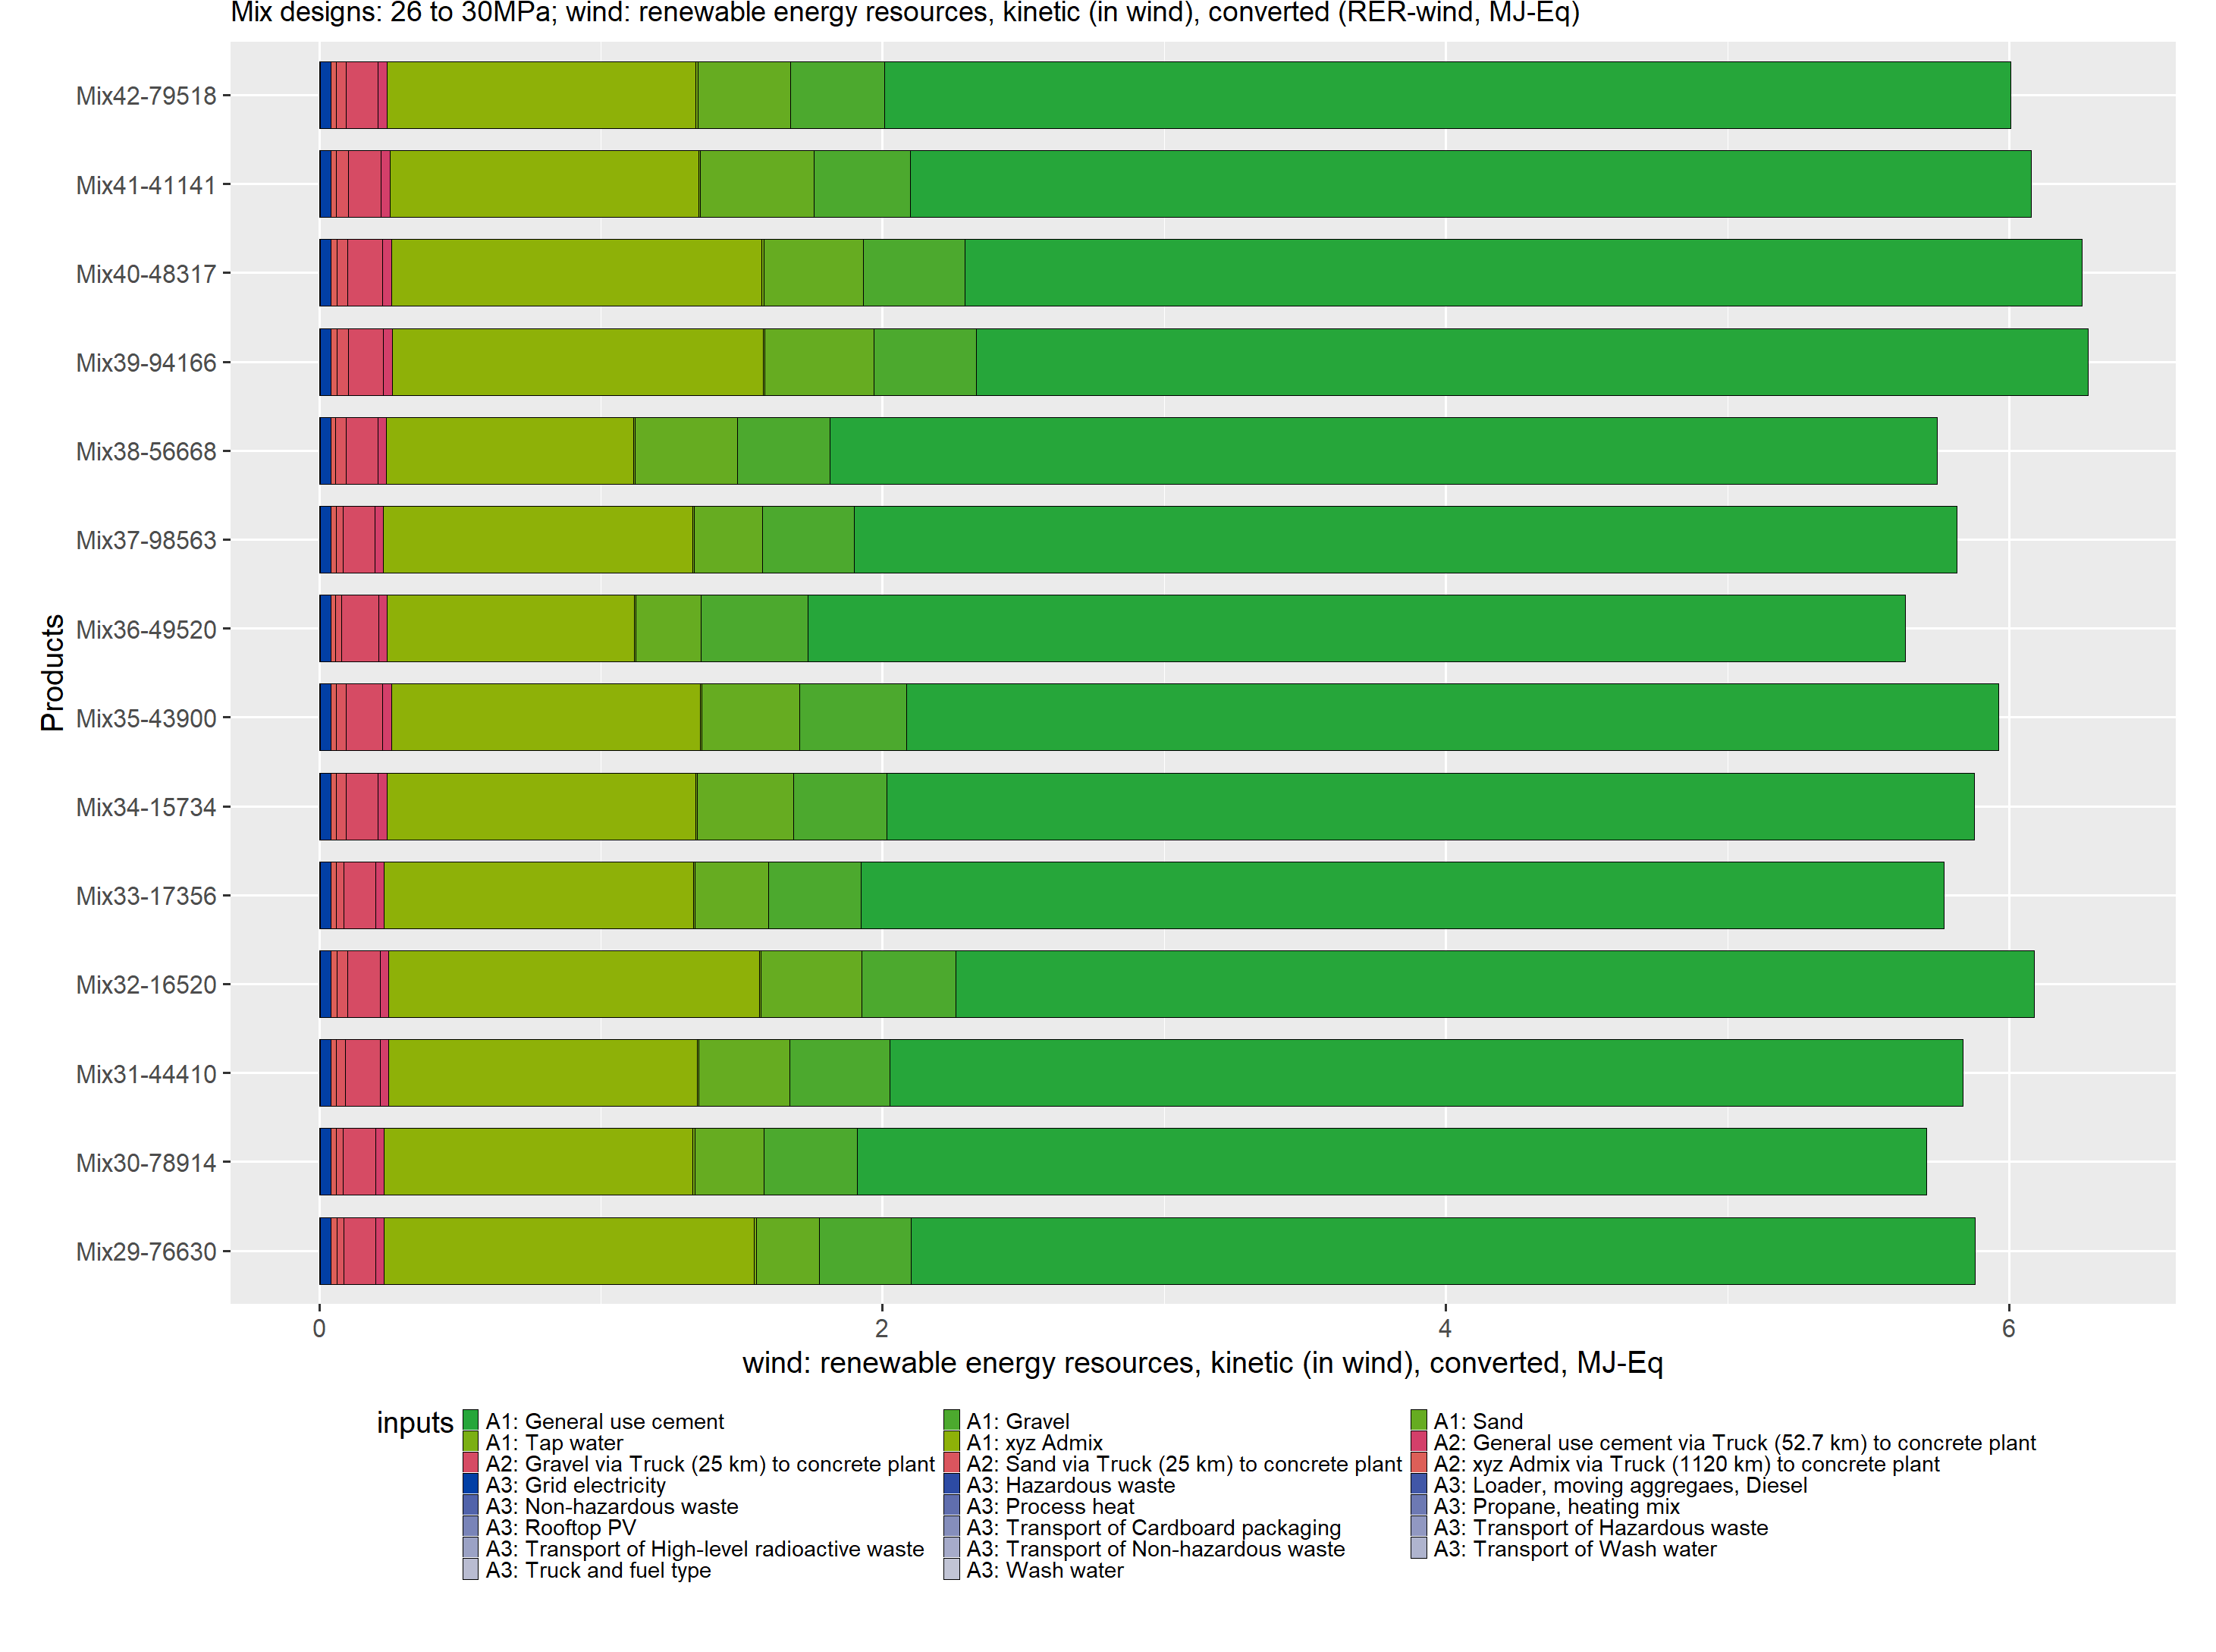 Mix designs: 26 to 30MPa; wind: renewable energy resources, kinetic (in wind), converted (RER-wind, MJ-Eq)
Mix42-79518
Mix41-41141
Mix40-48317
Mix39-94166
Mix38-56668
Mix37-98563
Mix36-49520
Mix35-43900
Mix34-15734
Mix33-17356
Mix32-16520
Mix31-44410
Mix30-78914
Mix29-76630
Products
0 2 4 6
wind: renewable energy resources, kinetic (in wind), converted, MJ-Eq
inputs
A1: General use cement A1: Gravel A1: Sand
A1: Tap water A1: xyz Admix A2: General use cement via Truck (52.7 km) to concrete plant
A2: Gravel via Truck (25 km) to concrete plant A2: Sand via Truck (25 km) to concrete plant A2: xyz Admix via Truck (1120 km) to concrete plant
A3: Grid electricity A3: Hazardous waste A3: Loader, moving aggregaes, Diesel
A3: Non-hazardous waste A3: Process heat A3: Propane, heating mix
A3: Rooftop PV A3: Transport of Cardboard packaging A3: Transport of Hazardous waste
A3: Transport of High-level radioactive waste A3: Transport of Non-hazardous waste A3: Transport of Wash water
A3: Truck and fuel type A3: Wash water